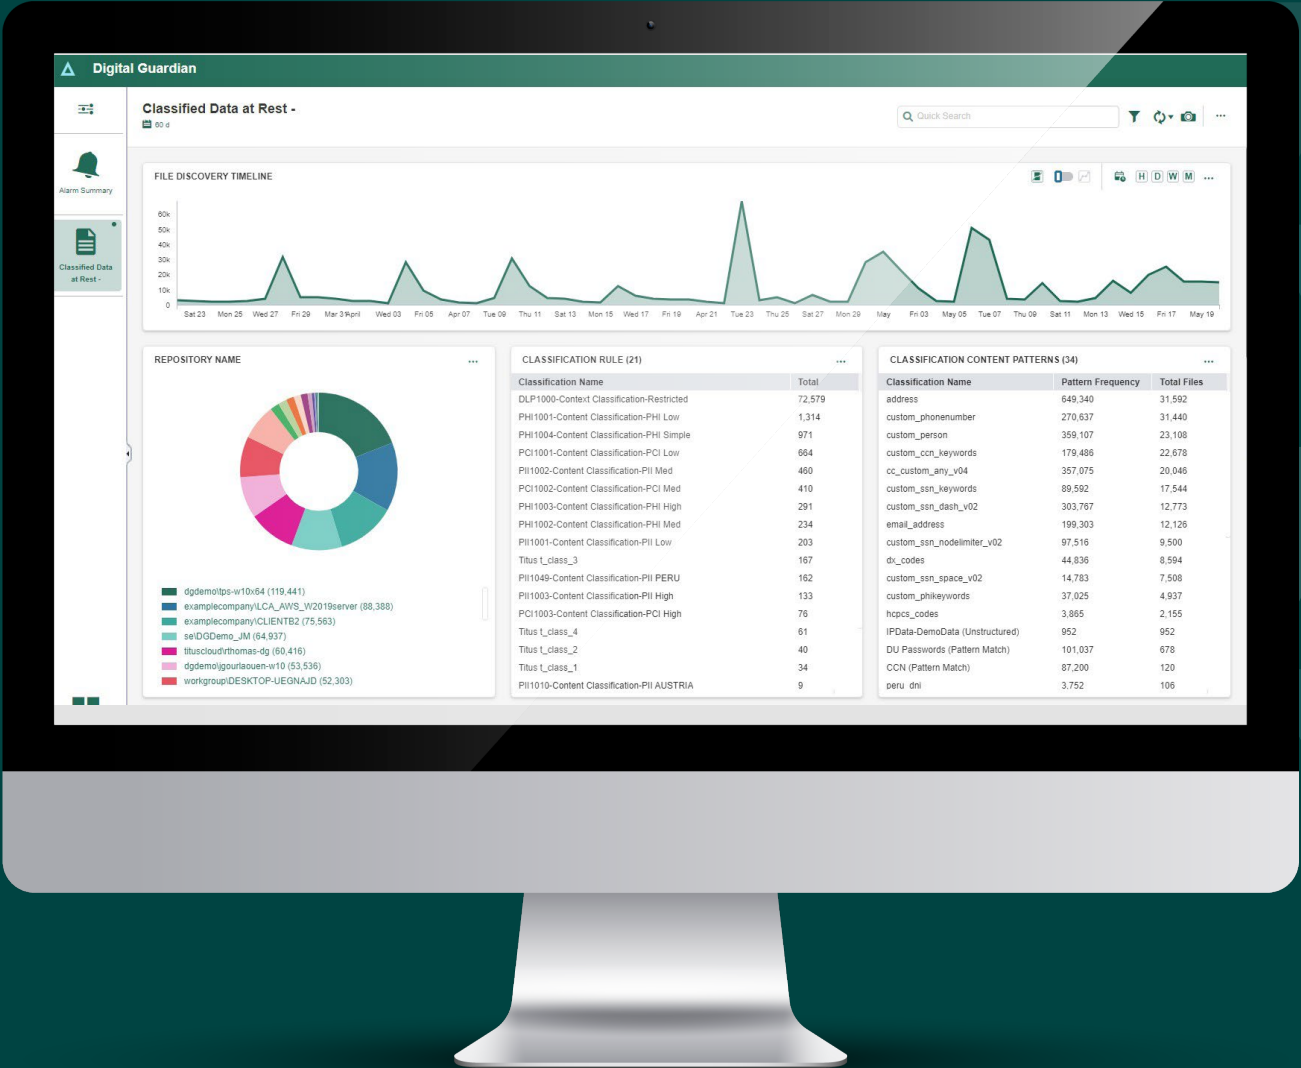 Digital Guardian
Classified Data at Rest -
60 d
Quick Search
Alarm Summary
Classified Data
at Rest -
FILE DISCOVERY TIMELINE
H D W M
60k
50k
40k
30k
20k
10k
0
Sat 23 Mon 25 Wed 27 Fri 29 Mar 31 April Wed 03 Fri 05 Apr 07 Tue 09 Thu 11 Sat 13 Mon 15 Wed 17 Fri 19 Apr 21 Tue 23 Thu 25 Sat 27 Mon 29 May Fri 03 May 05 Tue 07 Thu 09 Sat 11 Mon 13 Wed 15 Fri 17 May 19
REPOSITORY NAME
dgdemo\tps-w10x64 (119,441)
examplecompany\LCA_AWS_W2019server (88,388)
examplecompany\CLIENTB2 (75,563)
se\DGDemo_JM (64,937)
tituscloud\rthomas-dg (60,416)
dgdemo\jgourlaouen-w10 (53,536)
workgroup\DESKTOP-UEGNAJD (52,303)
CLASSIFICATION RULE (21)
Classification Name Total
DLP1000-Context Classification-Restricted 72,579
PHI1001-Content Classification-PHI Low 1,314
PHI1004-Content Classification-PHI Simple 971
PCI1001-Content Classification-PCI Low 664
PII1002-Content Classification-PII Med 460
PCI1002-Content Classification-PCI Med 410
PHI1003-Content Classification-PHI High 291
PHI1002-Content Classification-PHI Med 234
PII1001-Content Classification-PII Low 203
Titus t_class_3 167
PII1049-Content Classification-PII PERU 162
PII1003-Content Classification-PII High 133
PCI1003-Content Classification-PCI High 76
Titus t_class_4 61
Titus t_class_2 40
Titus t_class_1 34
PII1010-Content Classification-PII AUSTRIA 9
CLASSIFICATION CONTENT PATTERNS (34)
Classification Name Pattern Frequency Total Files
address 649,340 31,592
custom_phonenumber 270,637 31,440
custom_person 359,107 23,108
custom_ccn_keywords 179,486 22,678
cc_custom_any_v04 357,075 20,046
custom_ssn_keywords 89,592 17,544
custom_ssn_dash_v02 303,767 12,773
email_address 199,303 12,126
custom_ssn_nodelimiter_v02 97,516 9,500
dx_codes 44,836 8,594
custom_ssn_space_v02 14,783 7,508
custom_phikeywords 37,025 4,937
hcpcs_codes 3,865 2,155
IPData-DemoData (Unstructured) 952 952
DU Passwords (Pattern Match) 101,037 678
CCN (Pattern Match) 87,200 120
peru_dni 3,752 106